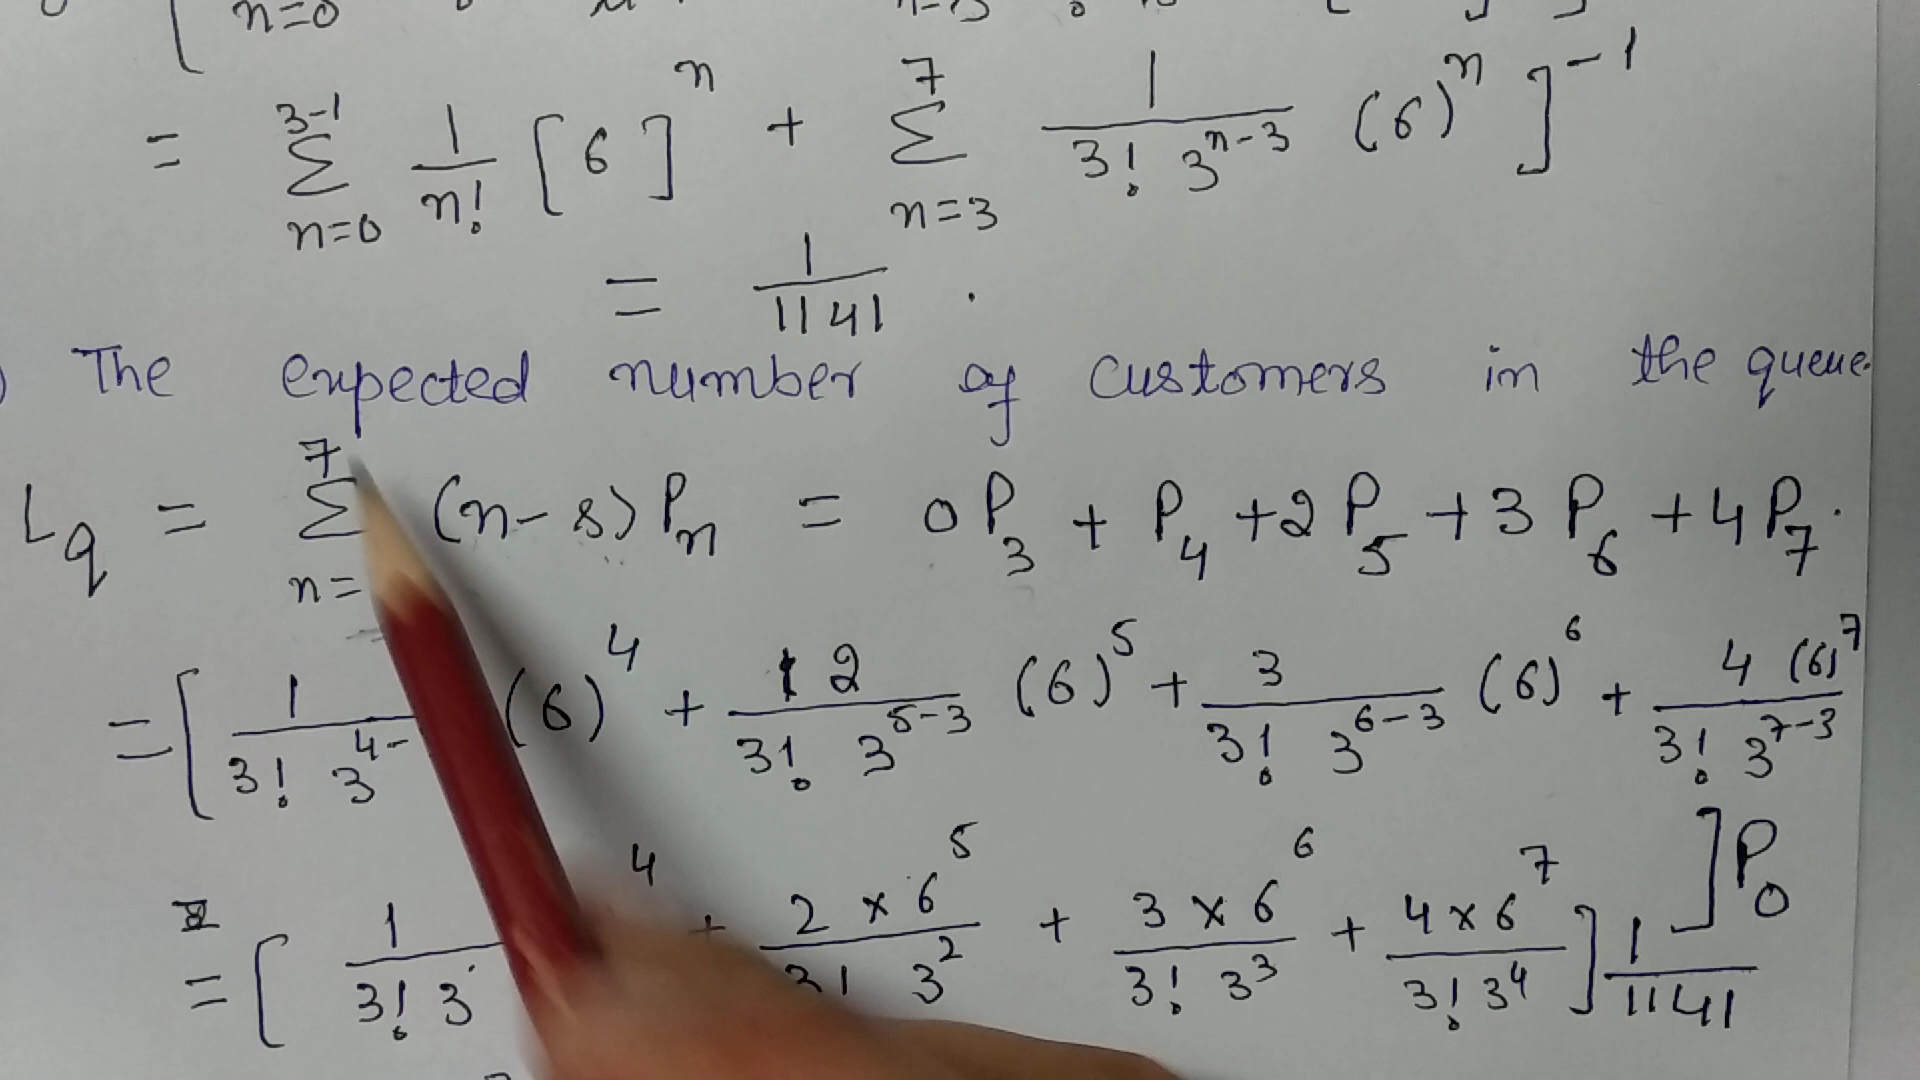 n=0
= 3-1 Σ n=0 1/n! [6]^n + 7 Σ n=3 1/(3! 3^(n-3)) (6)^n ]^-1
= 1/1141 .
) The expected number of customers in the queue.
Lq = 7 Σ n= (n-s) Pn = 0P3 + P4 + 2P5 + 3P6 + 4P7 .
= [ 1/(3! 3^(4-)) (6)^4 + 2/(3! 3^(5-3)) (6)^5 + 3/(3! 3^(6-3)) (6)^6 + 4 (6)^7/(3! 3^(7-3)) ] P0
= [ 1/(3! 3) 4 + 2×6^5/(3! 3^2) + 3×6^6/(3! 3^3) + 4×6^7/(3! 3^4) ] 1/1141